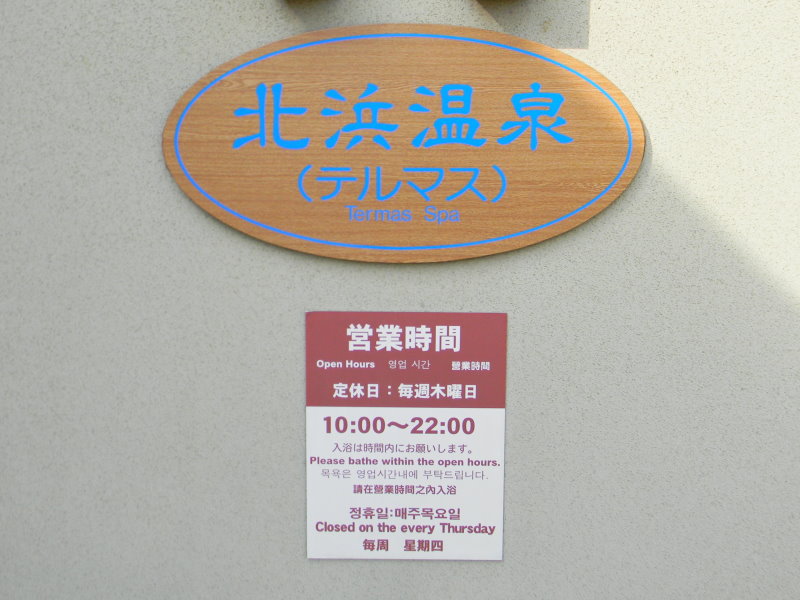 北浜温泉
(テルマス)
Termas Spa
営業時間
Open Hours 영업 시간 營業時間
定休日：毎週木曜日
10:00～22:00
入浴は時間内にお願いします。
Please bathe within the open hours.
목욕은 영업시간내에 부탁드립니다.
請在營業時間之內入浴
정휴일:매주목요일
Closed on the every Thursday
每周 星期四